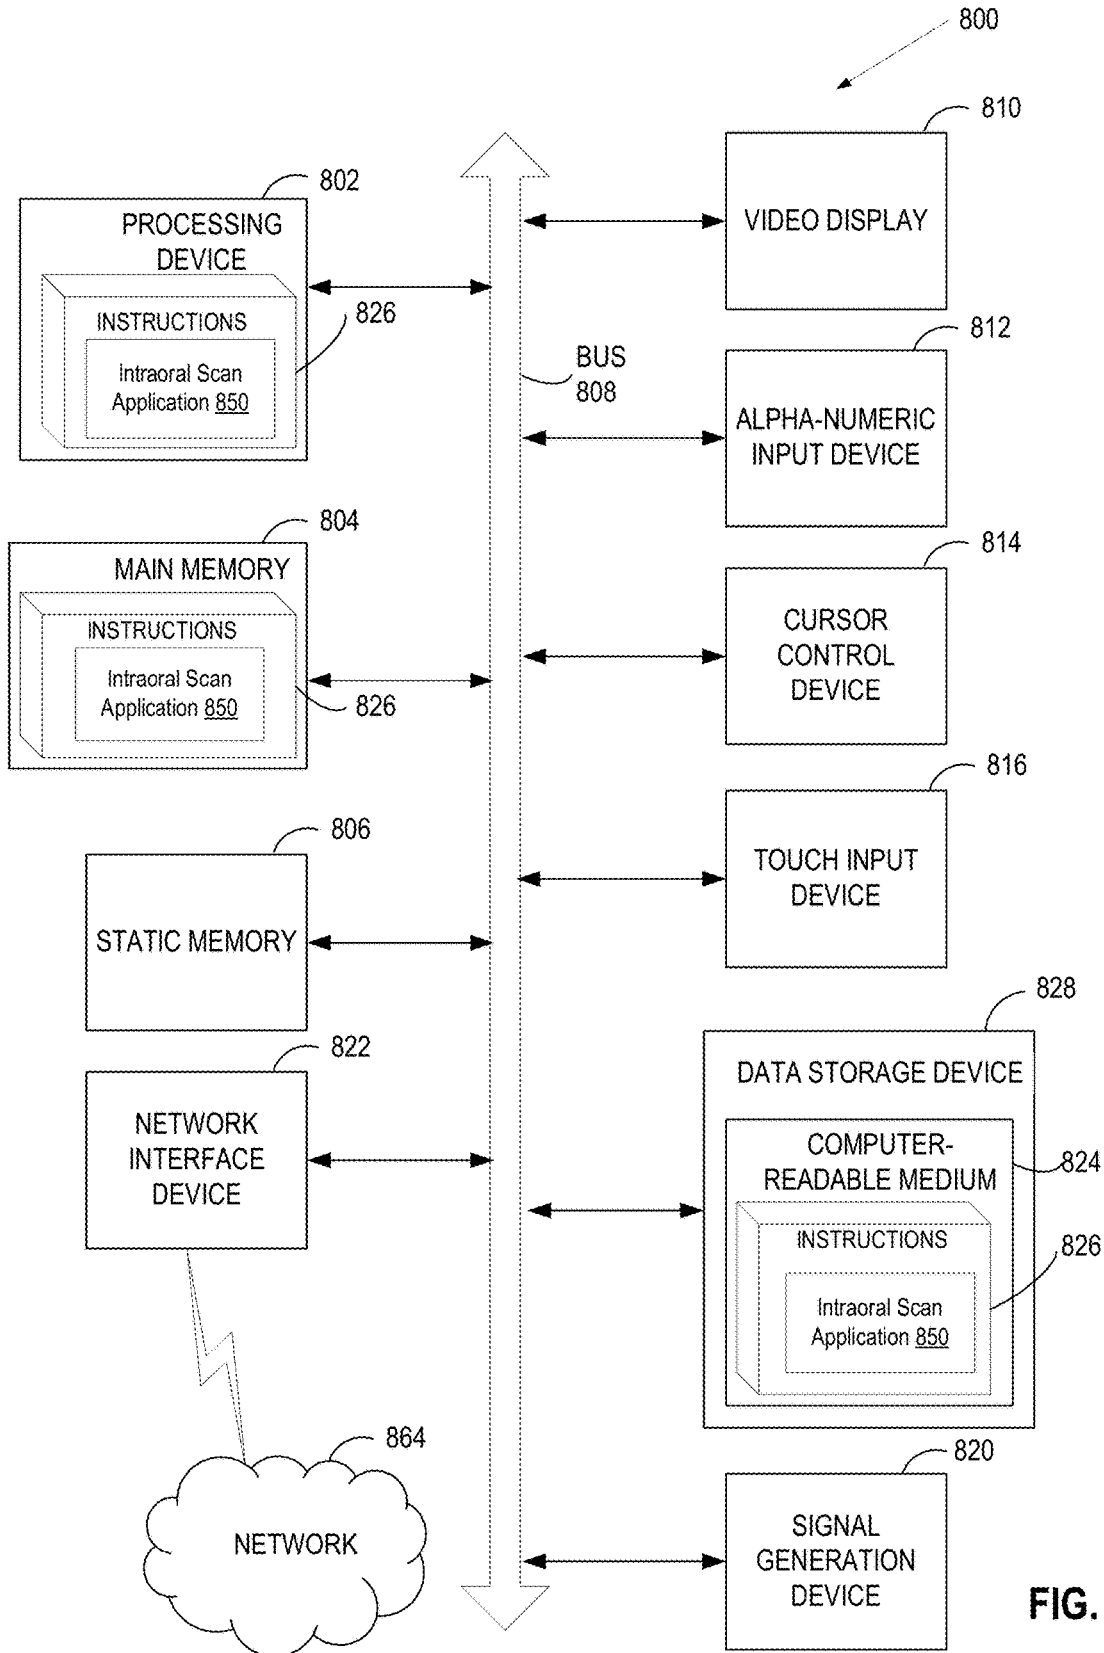 800
810
VIDEO DISPLAY
802
PROCESSING
DEVICE
INSTRUCTIONS
Intraoral Scan
Application 850
826
BUS
808
812
ALPHA-NUMERIC
INPUT DEVICE
804
MAIN MEMORY
INSTRUCTIONS
Intraoral Scan
Application 850
826
814
CURSOR
CONTROL
DEVICE
816
TOUCH INPUT
DEVICE
806
STATIC MEMORY
822
NETWORK
INTERFACE
DEVICE
828
DATA STORAGE DEVICE
COMPUTER-
READABLE MEDIUM
824
INSTRUCTIONS
826
Intraoral Scan
Application 850
864
NETWORK
820
SIGNAL
GENERATION
DEVICE
FIG.